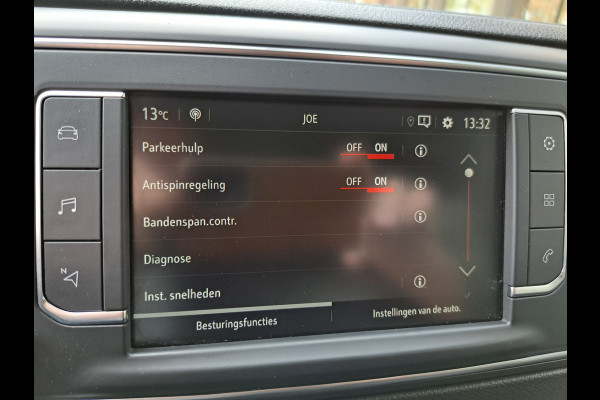 13°C JOE 13:32
Parkeerhulp OFF ON
Antispinregeling OFF ON
Bandenspan.contr.
Diagnose
Inst. snelheden
Besturingsfuncties Instellingen van de auto.
N